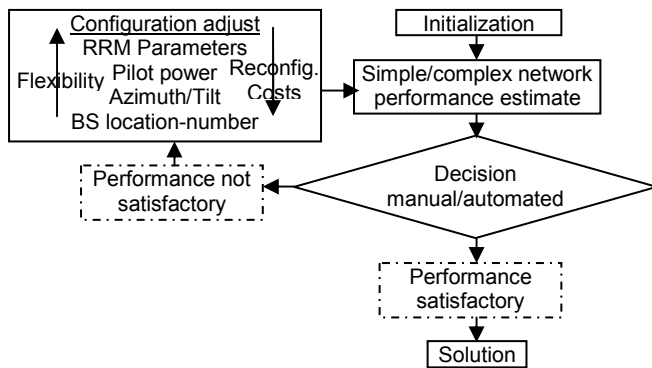 Configuration adjust
RRM Parameters
Flexibility
Pilot power
Azimuth/Tilt
Reconfig.
Costs
BS location-number
Initialization
Simple/complex network
performance estimate
Decision
manual/automated
Performance not
satisfactory
Performance
satisfactory
Solution